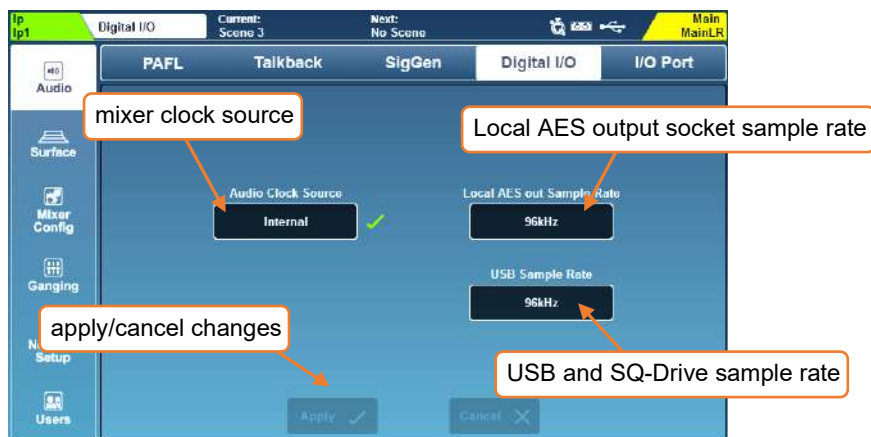 Ip
Ip1
Digital I/O
Current:
Scene 3
Next:
No Scene
Main
MainLR
Audio
PAFL
Talkback
SigGen
Digital I/O
I/O Port
mixer clock source
Local AES output socket sample rate
Surface
Audio Clock Source
Local AES out Sample Rate
Internal
96kHz
Mixer
Config
USB Sample Rate
96kHz
Ganging
apply/cancel changes
Setup
USB and SQ-Drive sample rate
Users
Apply
Cancel